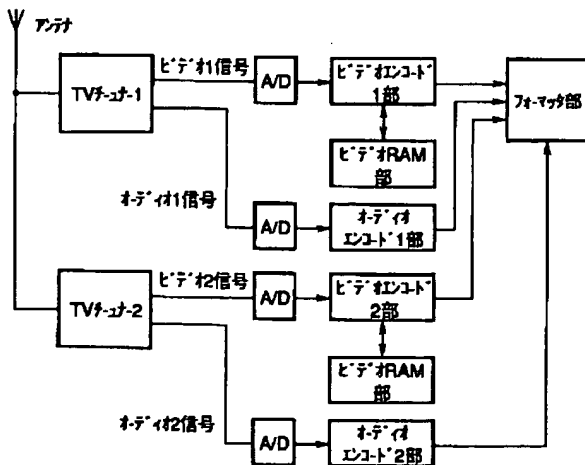 アンテナ
ビデオ1信号
A/D
ビデオエンコード
1部
フォーマッタ部
TVチューナー1
ビデオRAM
部
オーディオ1信号
A/D
オーディオ
エンコード1部
ビデオ2信号
A/D
ビデオエンコード
2部
TVチューナー2
ビデオRAM
部
オーディオ2信号
A/D
オーディオ
エンコード2部